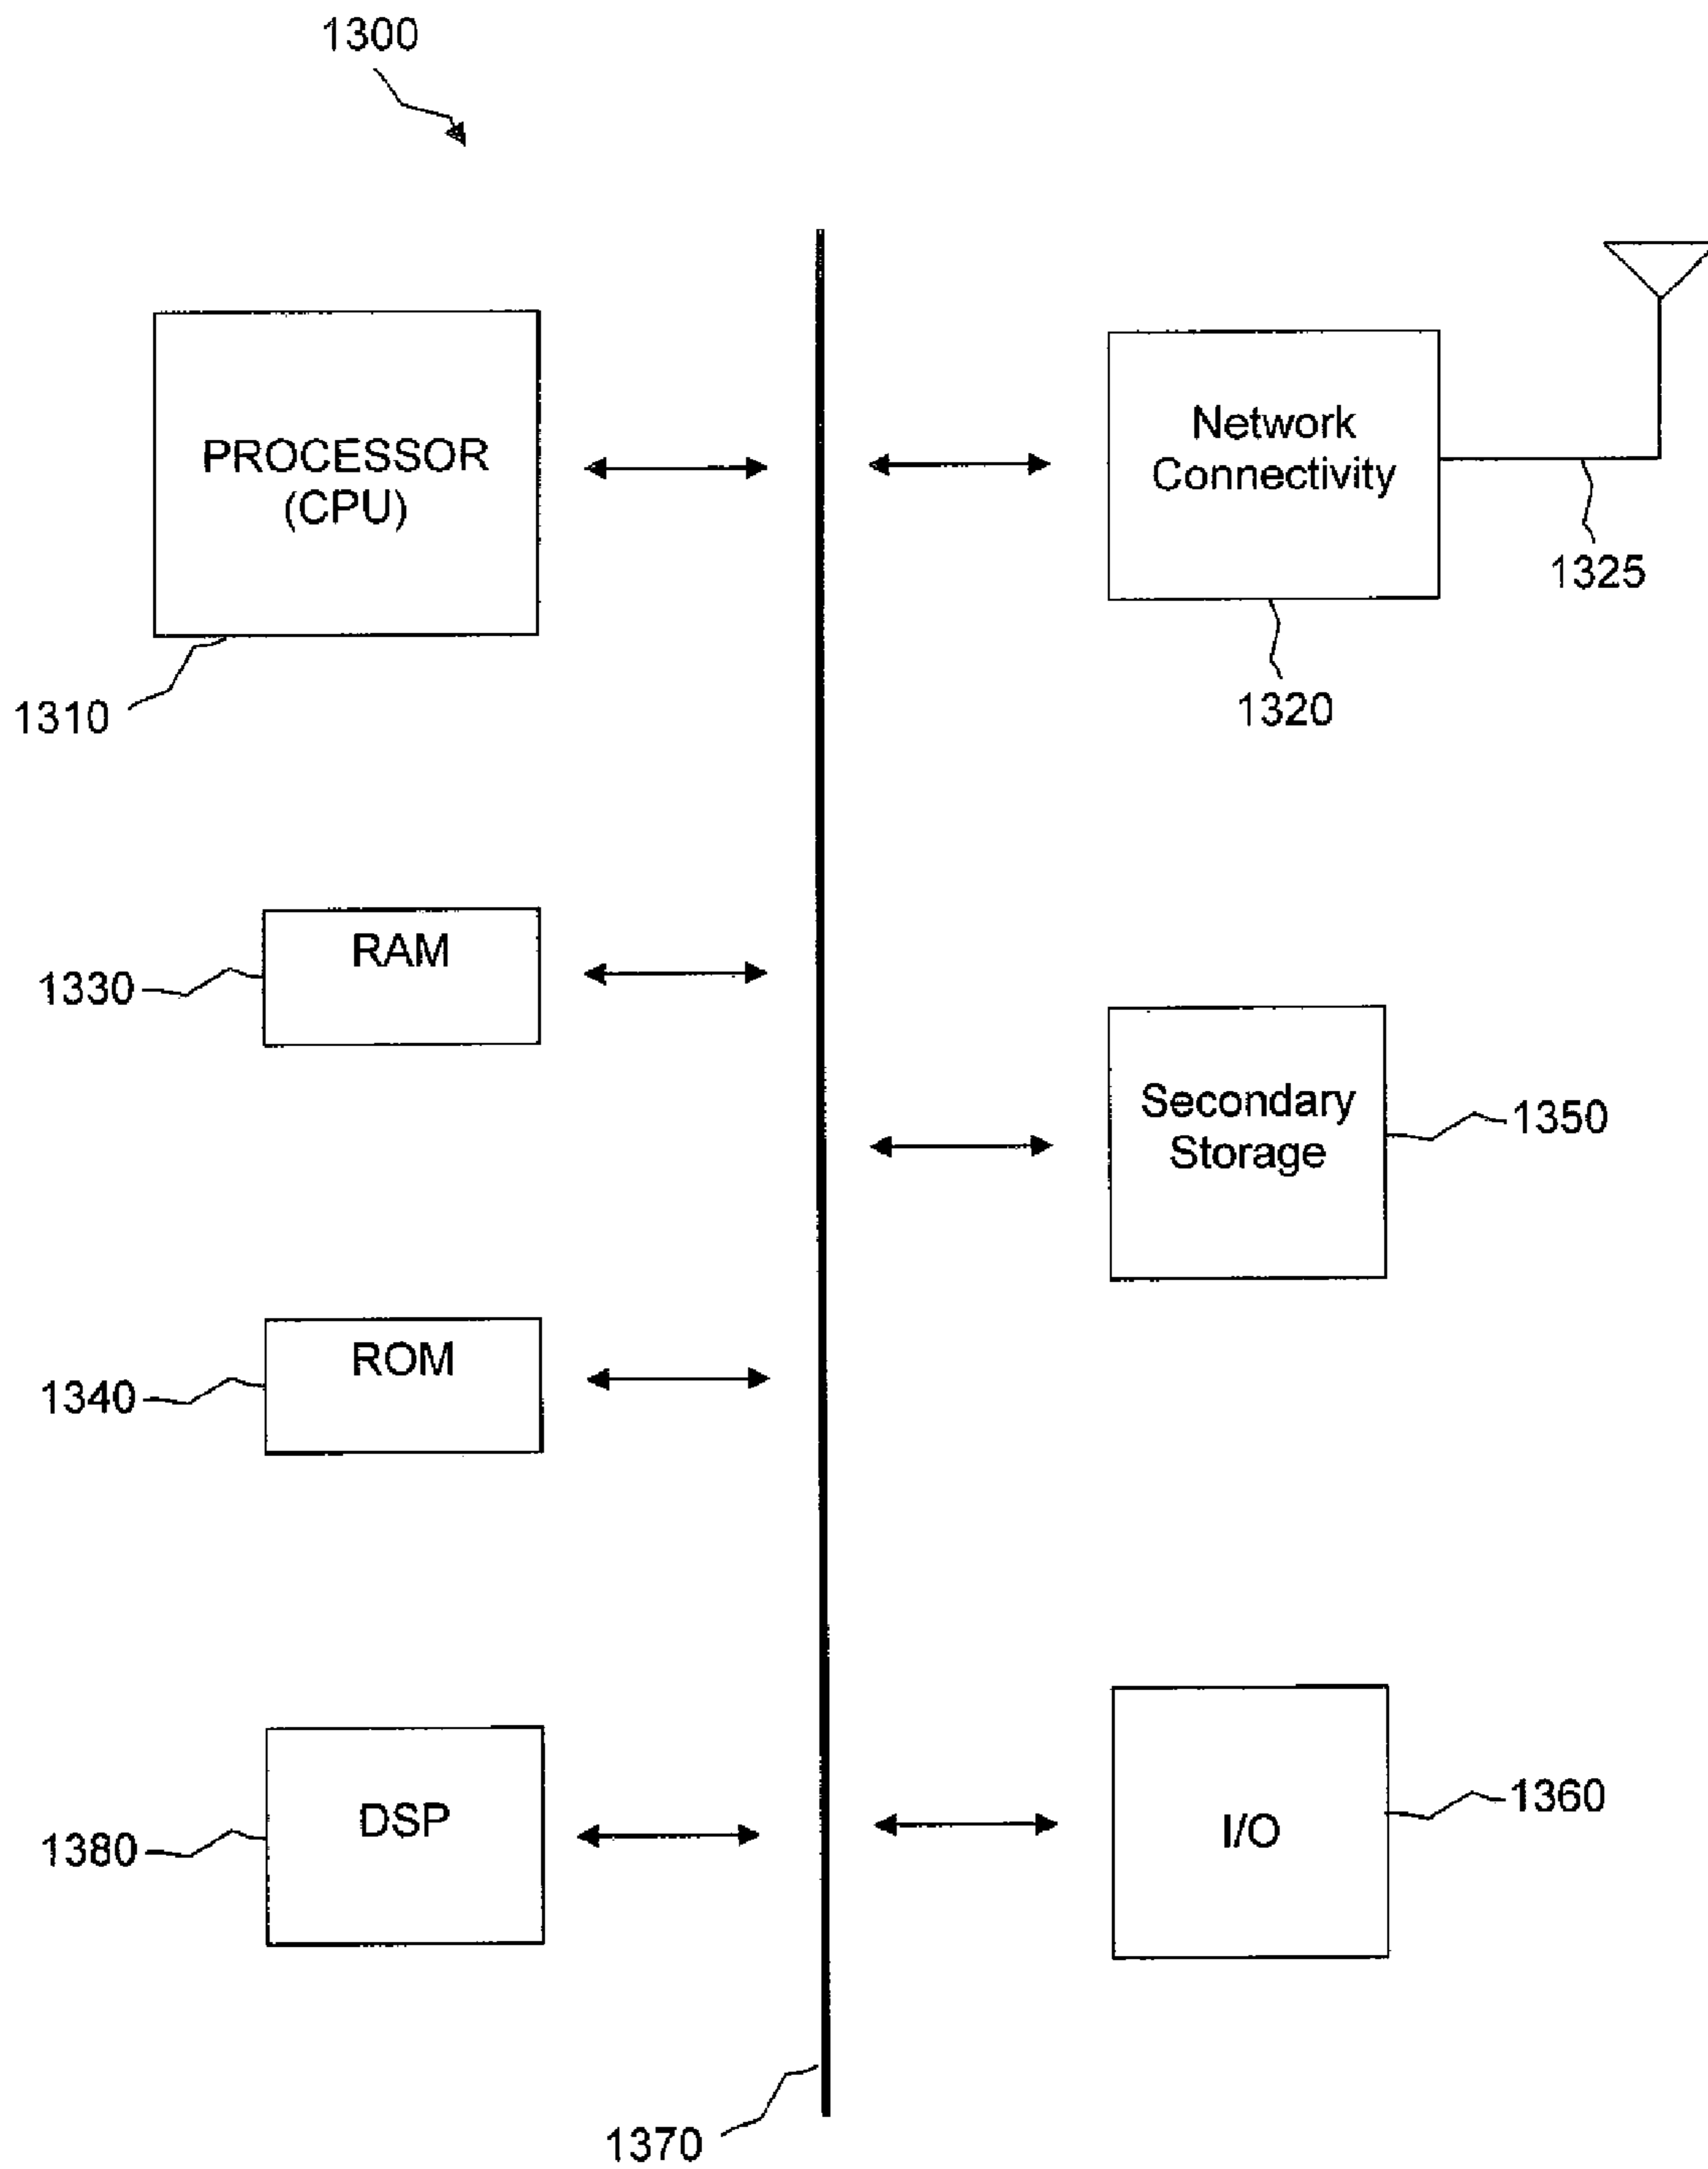 1300
PROCESSOR
(CPU)
1310
Network
Connectivity
1325
1320
RAM
1330
Secondary
Storage
1350
ROM
1340
DSP
1380
I/O
1360
1370